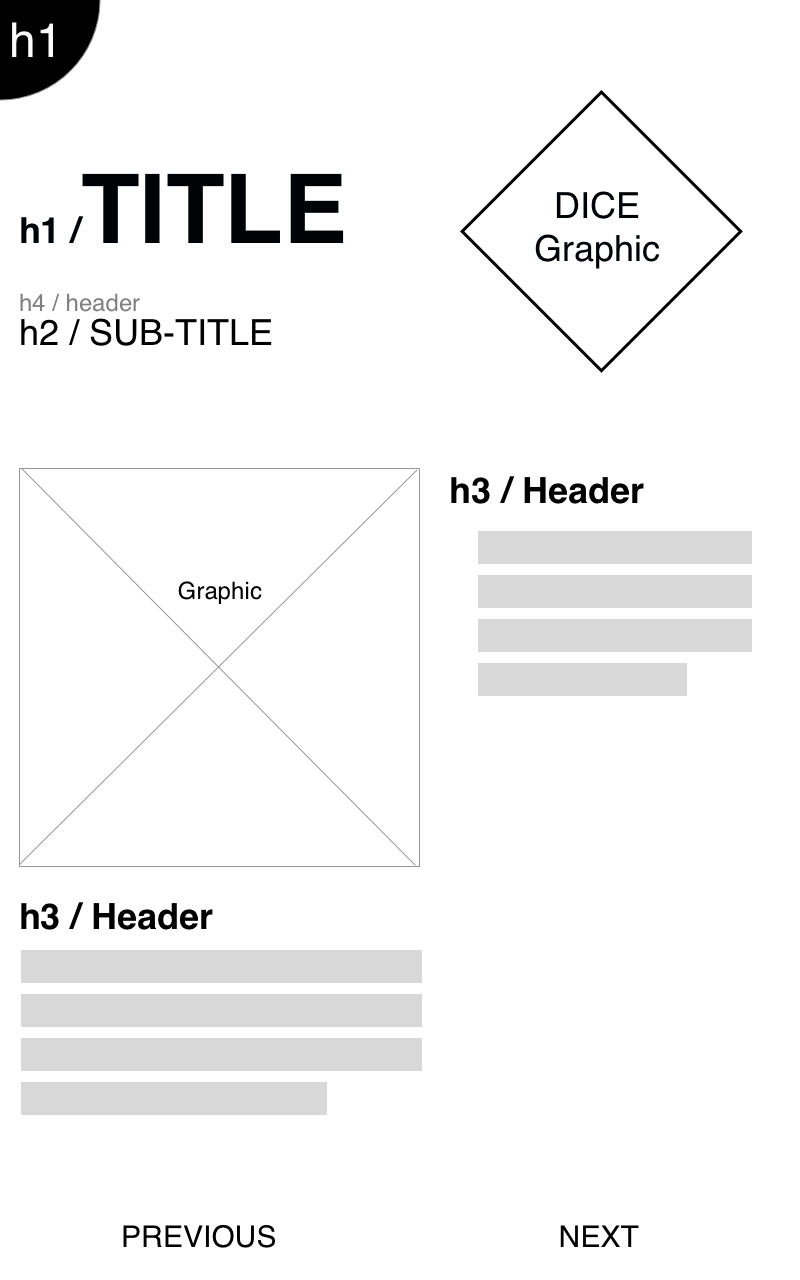 h1
h1 / TITLE
DICE
Graphic
h4 / header
h2 / SUB-TITLE
Graphic
h3 / Header
h3 / Header
PREVIOUS
NEXT